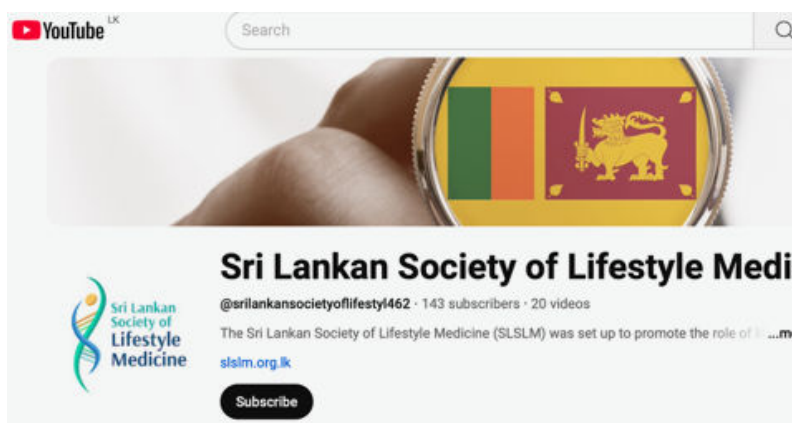 YouTube LK
Search
Sri Lankan Society of Lifestyle Medi
Sri Lankan
Society of
Lifestyle
Medicine
@srilankansocietyoflifestyl462 · 143 subscribers · 20 videos
The Sri Lankan Society of Lifestyle Medicine (SLSLM) was set up to promote the role of ...m
slslm.org.lk
Subscribe